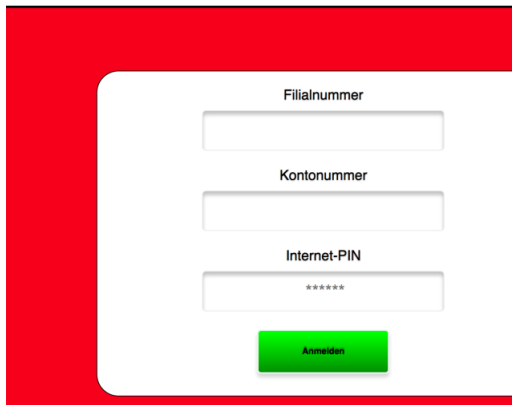 Filialnummer
Kontonummer
Internet-PIN
******
Anmelden